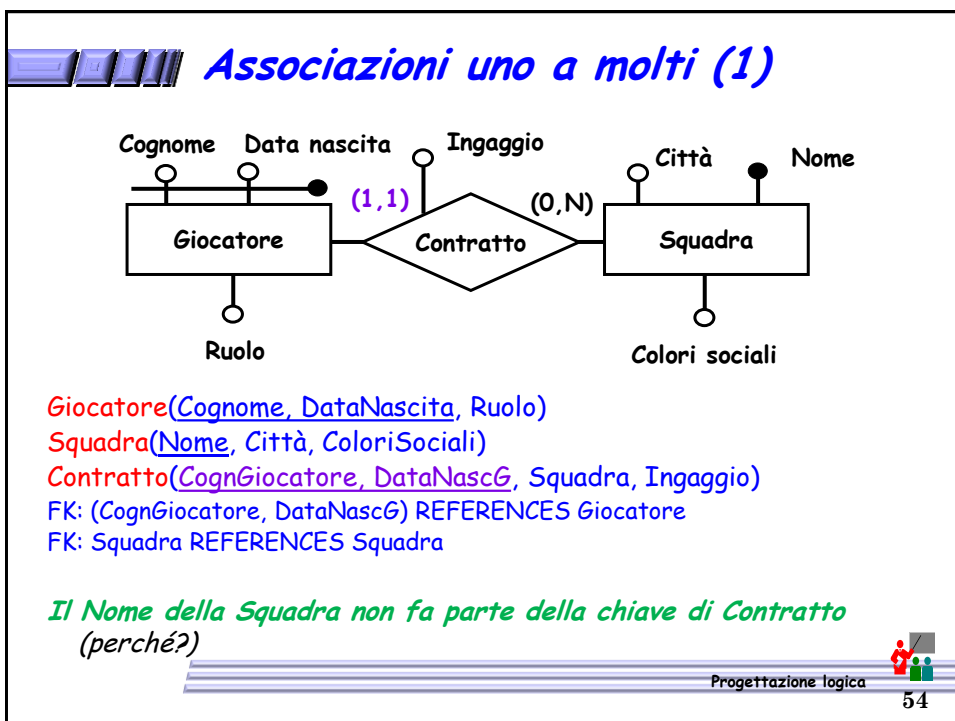 Associazioni uno a molti (1)
Cognome Data nascita Ingaggio Città Nome
(1,1) (0,N)
Giocatore Contratto Squadra
Ruolo Colori sociali
Giocatore(Cognome, DataNascita, Ruolo)
Squadra(Nome, Città, ColoriSociali)
Contratto(CognGiocatore, DataNascG, Squadra, Ingaggio)
FK: (CognGiocatore, DataNascG) REFERENCES Giocatore
FK: Squadra REFERENCES Squadra
Il Nome della Squadra non fa parte della chiave di Contratto
(perché?)
Progettazione logica
54